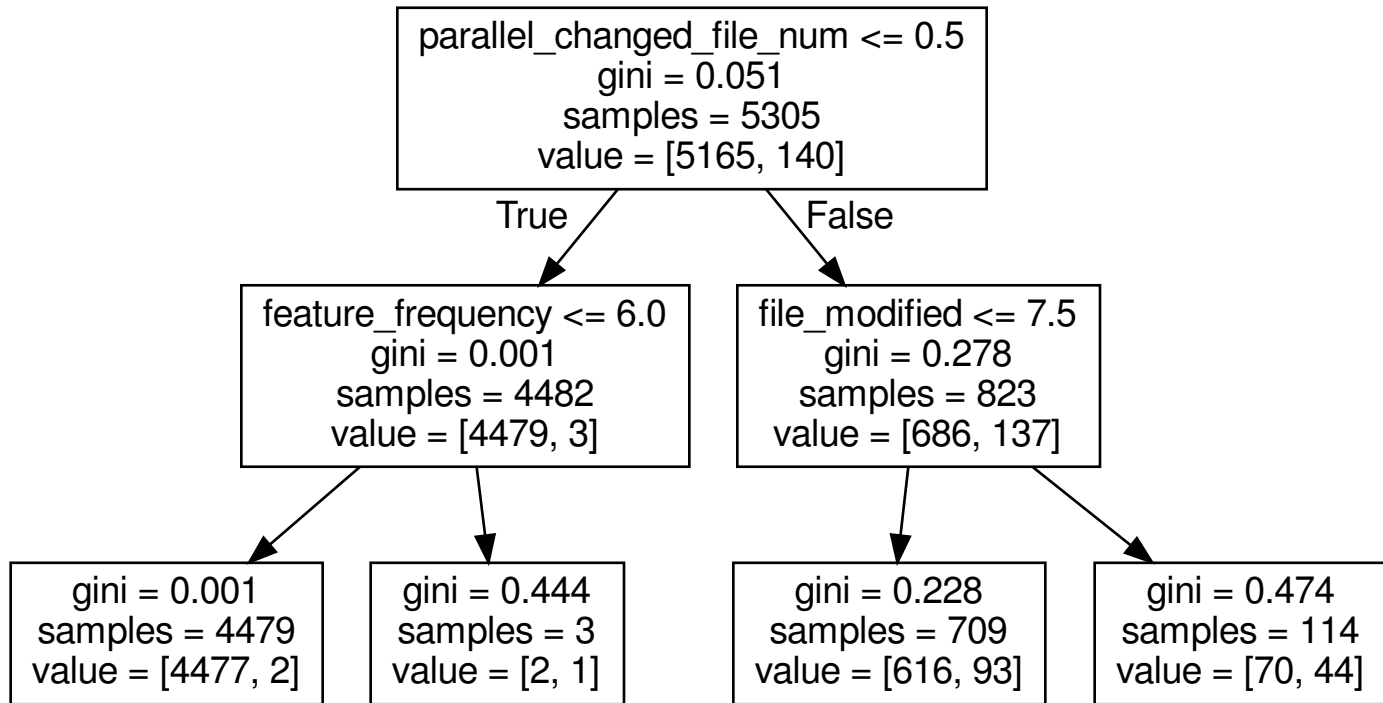 parallel_changed_file_num <= 0.5
gini = 0.051
samples = 5305
value = [5165, 140]
True
False
feature_frequency <= 6.0
gini = 0.001
samples = 4482
value = [4479, 3]
file_modified <= 7.5
gini = 0.278
samples = 823
value = [686, 137]
gini = 0.001
samples = 4479
value = [4477, 2]
gini = 0.444
samples = 3
value = [2, 1]
gini = 0.228
samples = 709
value = [616, 93]
gini = 0.474
samples = 114
value = [70, 44]